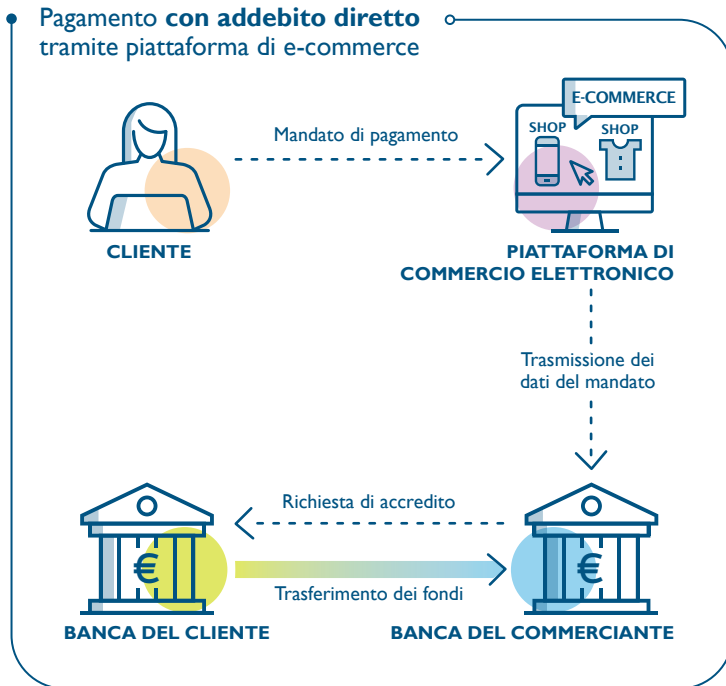 Pagamento con addebito diretto
tramite piattaforma di e-commerce
E-COMMERCE
SHOP
SHOP
Mandato di pagamento
CLIENTE
PIATTAFORMA DI
COMMERCIO ELETTRONICO
Trasmissione dei
dati del mandato
Richiesta di accredito
€
€
Trasferimento dei fondi
BANCA DEL CLIENTE
BANCA DEL COMMERCIANTE